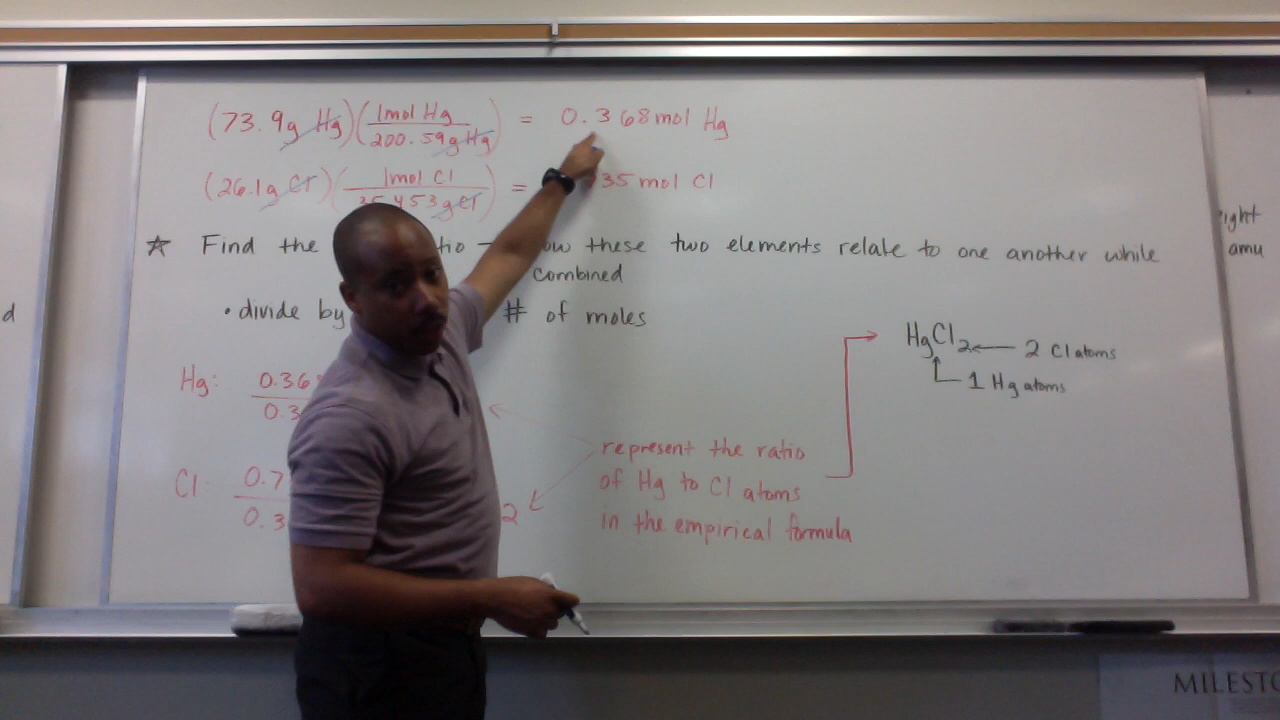 (73.9g Hg)(1mol Hg / 200.59g Hg) = 0.368mol Hg
(26.1g Cl)(1mol Cl / 35.453g Cl) = 35 mol Cl
☆ Find the tio – ow these two elements relate to one another while
combined
• divide by # of moles
Hg: 0.36 / 0.3
Cl: 0.7 / 0.3 2
represent the ratio
of Hg to Cl atoms
in the empirical formula
HgCl₂ ← 2 Cl atoms
1 Hg atoms
ight
amu
d
MILESTO